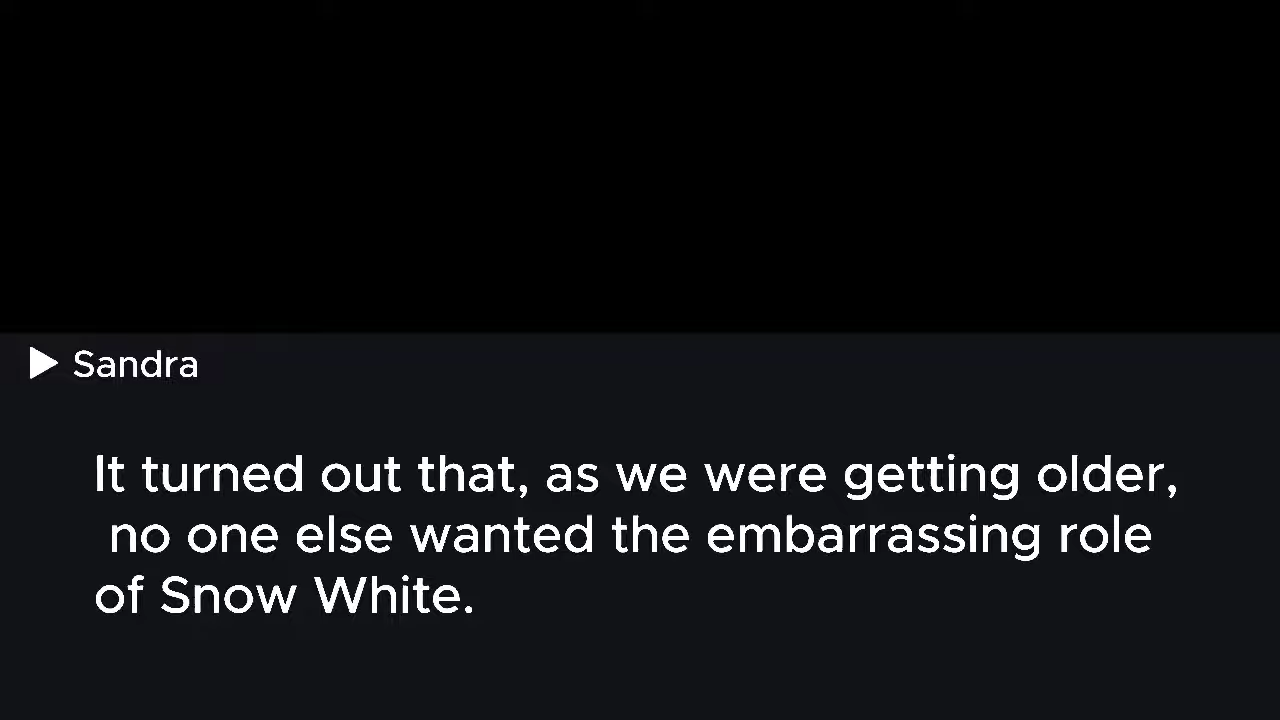 Sandra
It turned out that, as we were getting older,
no one else wanted the embarrassing role
of Snow White.